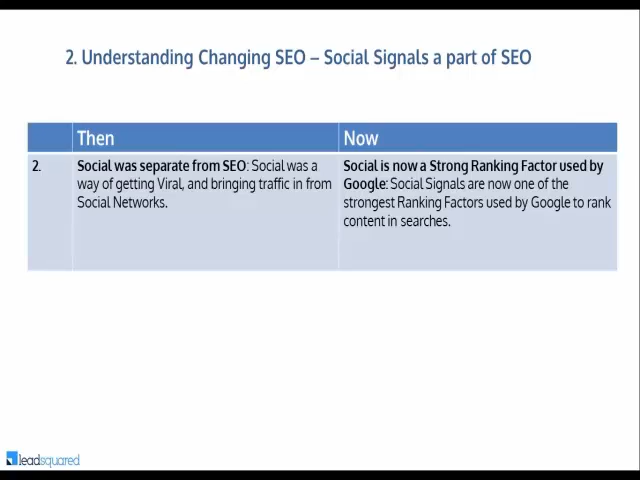 2. Understanding Changing SEO – Social Signals a part of SEO
Then
Now
2.
Social was separate from SEO: Social was a
way of getting Viral, and bringing traffic in from
Social Networks.
Social is now a Strong Ranking Factor used by
Google: Social Signals are now one of the
strongest Ranking Factors used by Google to rank
content in searches.
leadsquared